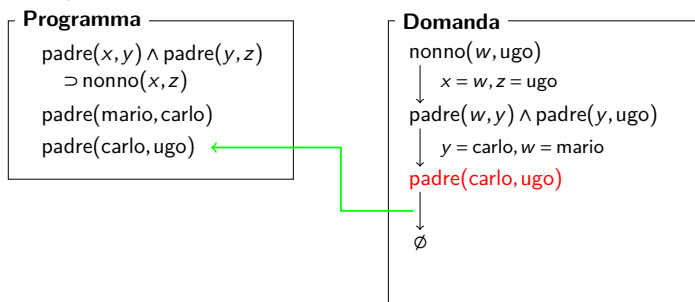 Programma
padre(x, y) ∧ padre(y, z)
⊃ nonno(x, z)
padre(mario, carlo)
padre(carlo, ugo)
Domanda
nonno(w, ugo)
x = w, z = ugo
padre(w, y) ∧ padre(y, ugo)
y = carlo, w = mario
padre(carlo, ugo)
∅